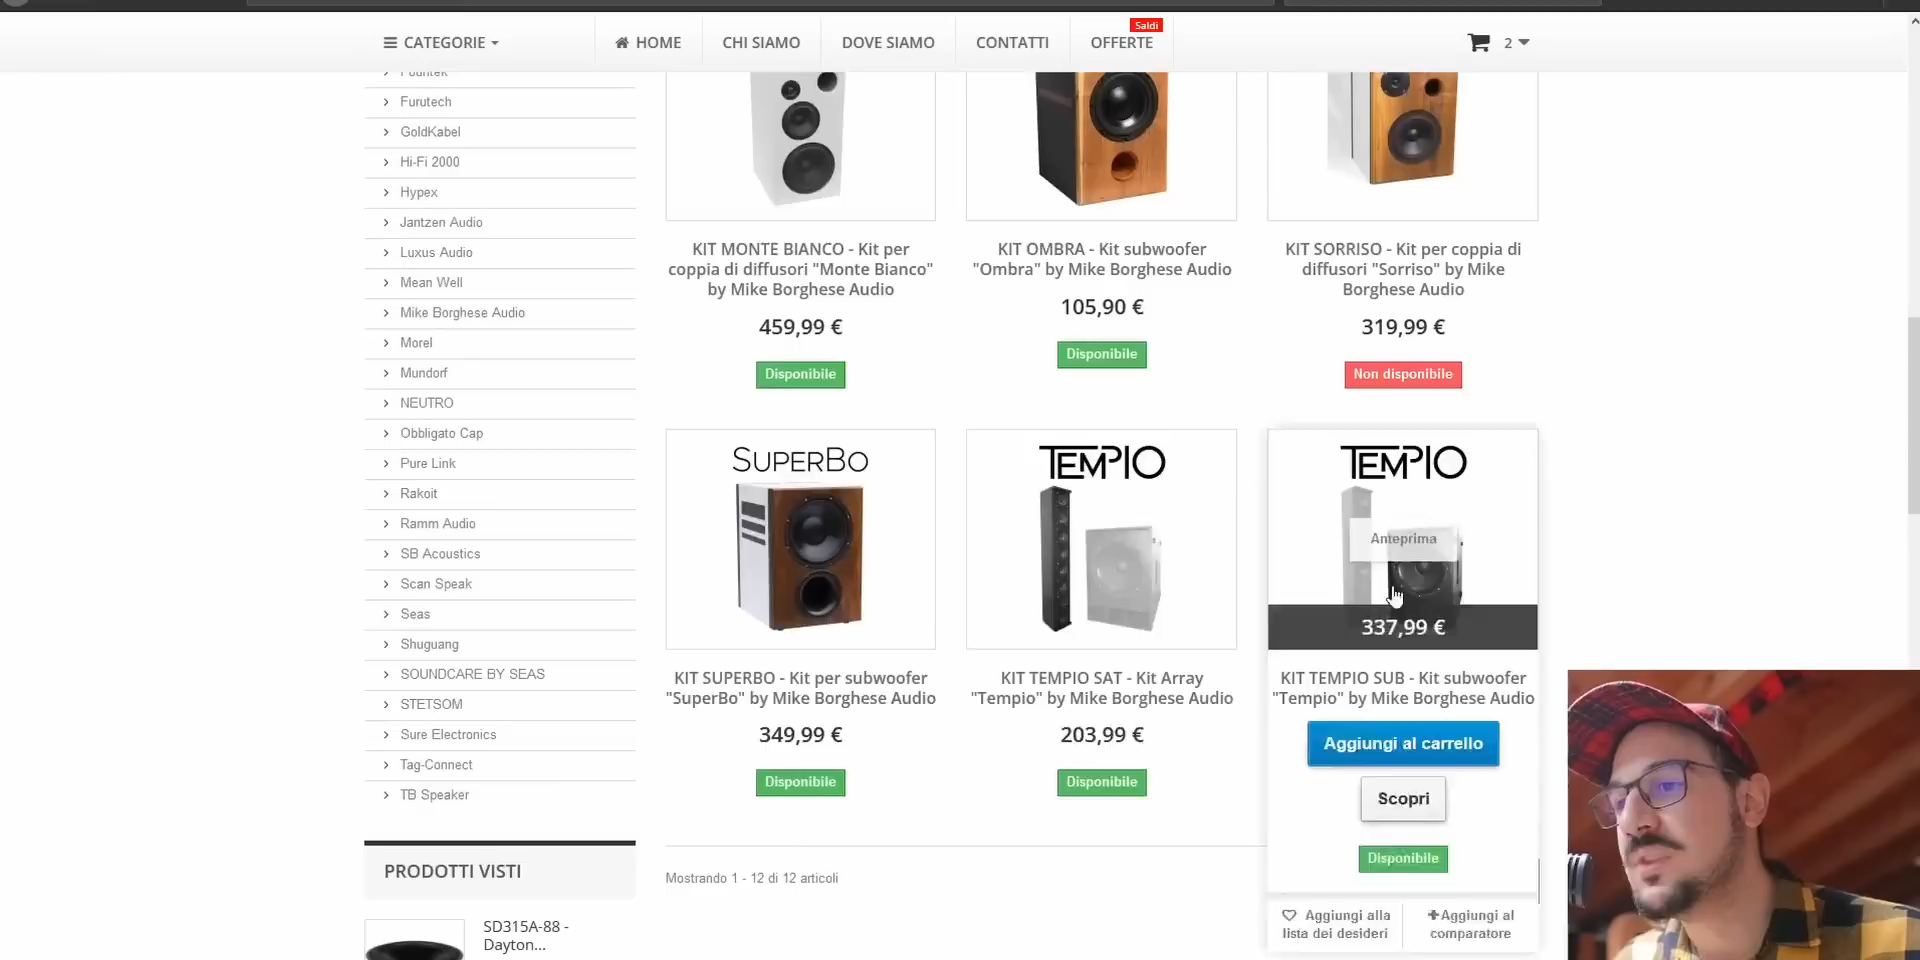 CATEGORIE
HOME
CHI SIAMO
DOVE SIAMO
CONTATTI
OFFERTE
Saldi
2
Fountek
Furutech
GoldKabel
Hi-Fi 2000
Hypex
Jantzen Audio
Luxus Audio
Mean Well
Mike Borghese Audio
Morel
Mundorf
NEUTRO
Obbligato Cap
Pure Link
Rakoit
Ramm Audio
SB Acoustics
Scan Speak
Seas
Shuguang
SOUNDCARE BY SEAS
STETSOM
Sure Electronics
Tag-Connect
TB Speaker
PRODOTTI VISTI
SD315A-88 -
Dayton...
KIT MONTE BIANCO - Kit per
coppia di diffusori "Monte Bianco"
by Mike Borghese Audio
459,99 €
Disponibile
KIT OMBRA - Kit subwoofer
"Ombra" by Mike Borghese Audio
105,90 €
Disponibile
KIT SORRISO - Kit per coppia di
diffusori "Sorriso" by Mike
Borghese Audio
319,99 €
Non disponibile
SUPERBO
KIT SUPERBO - Kit per subwoofer
"SuperBo" by Mike Borghese Audio
349,99 €
Disponibile
TEMPIO
KIT TEMPIO SAT - Kit Array
"Tempio" by Mike Borghese Audio
203,99 €
Disponibile
TEMPIO
Anteprima
337,99 €
KIT TEMPIO SUB - Kit subwoofer
"Tempio" by Mike Borghese Audio
Aggiungi al carrello
Scopri
Disponibile
Aggiungi alla
lista dei desideri
Aggiungi al
comparatore
Mostrando 1 - 12 di 12 articoli